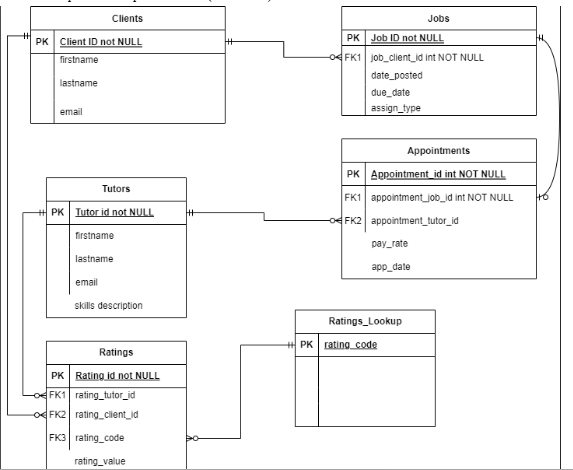 Clients
PK Client ID not NULL
firstname
lastname
email
Jobs
PK Job ID not NULL
FK1 job_client_id int NOT NULL
date_posted
due_date
assign_type
Appointments
PK Appointment_id int NOT NULL
FK1 appointment_job_id int NOT NULL
FK2 appointment_tutor_id
pay_rate
app_date
Tutors
PK Tutor id not NULL
firstname
lastname
email
skills description
Ratings_Lookup
PK rating_code
Ratings
PK Rating id not NULL
FK1 rating_tutor_id
FK2 rating_client_id
FK3 rating_code
rating_value